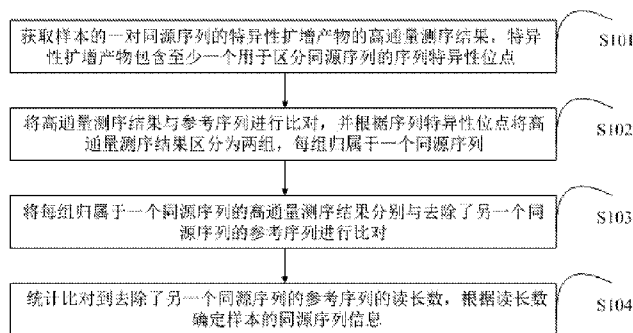 获取样本的一对同源序列的特异性扩增产物的高通量测序结果，特异
性扩增产物包含至少一个用于区分同源序列的序列特异性位点
S101
将高通量测序结果与参考序列进行比对，并根据序列特异性位点将高
通量测序结果区分为两组，每组归属于一个同源序列
S102
将每组归属于一个同源序列的高通量测序结果分别与去除了另一个同
源序列的参考序列进行比对
S103
统计比对到去除了另一个同源序列的参考序列的读长数，根据读长数
确定样本的同源序列信息
S104